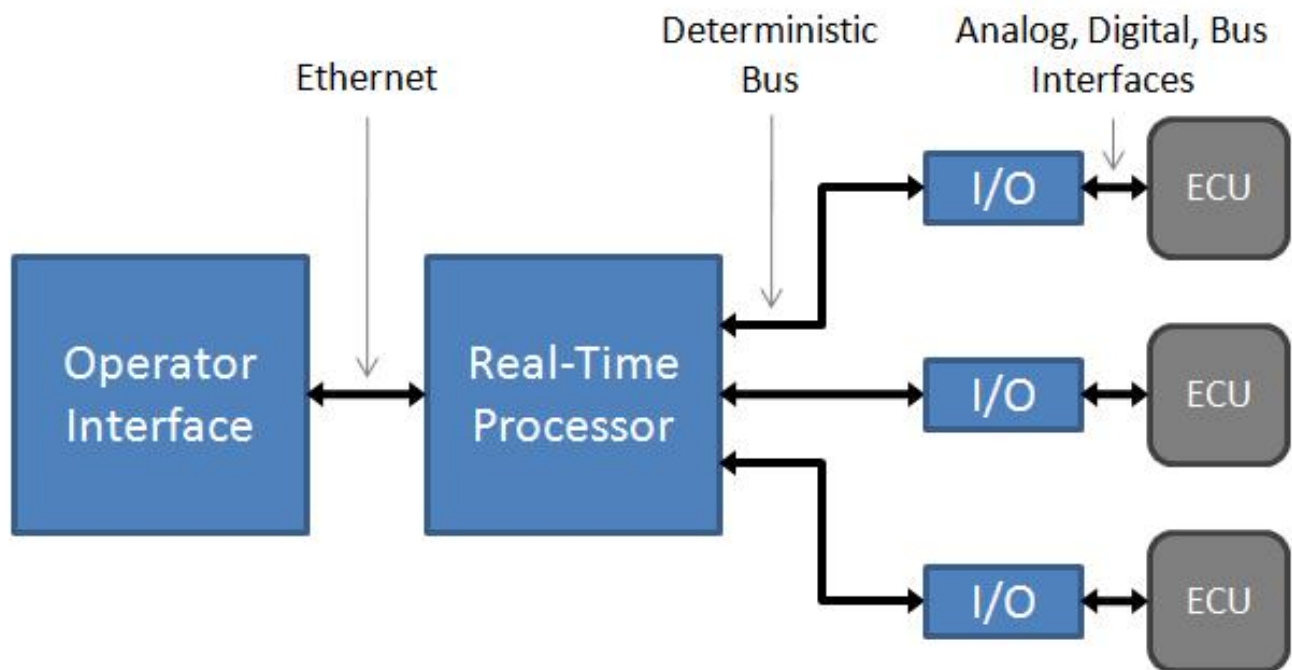 Ethernet
Deterministic
Bus
Analog, Digital, Bus
Interfaces
Operator
Interface
Real-Time
Processor
I/O
ECU
I/O
ECU
I/O
ECU